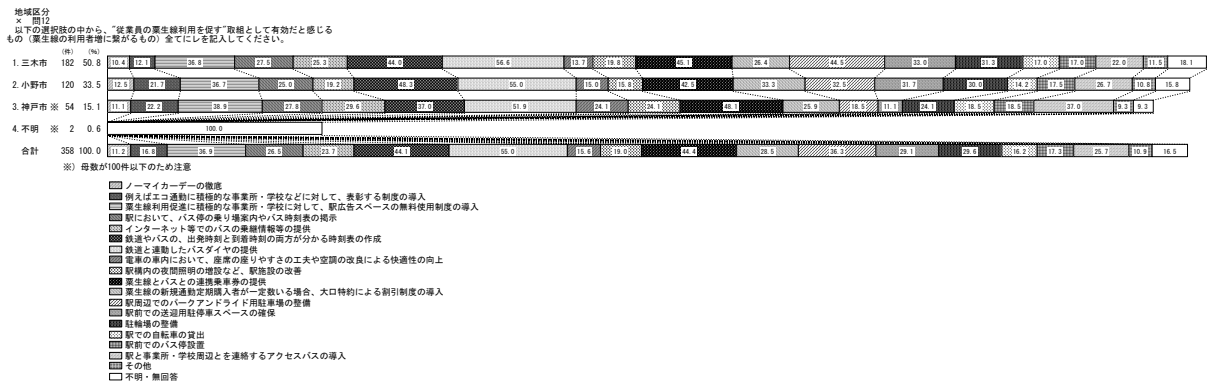 地域区分
× 問12
以下の選択肢の中から、"従業員の粟生線利用を促す"取組として有効だと感じる
もの（粟生線の利用者増に繋がるもの）全てにレを記入してください。
(件) (%)
1.三木市 182 50.8 10.4 12.1 36.8 27.5 25.3 44.0 56.6 13.7 19.8 45.1 26.4 44.5 33.0 31.3 17.0 17.0 22.0 11.5 18.1
2.小野市 120 33.5 12.5 21.7 36.7 25.0 19.2 48.3 55.0 15.0 15.8 42.5 33.3 32.5 31.7 30.0 14.2 17.5 26.7 10.8 15.8
3.神戸市 ※ 54 15.1 11.1 22.2 38.9 27.8 29.6 37.0 51.9 24.1 24.1 48.1 25.9 18.5 11.1 24.1 18.5 18.5 37.0 9.3 9.3
4.不明 ※ 2 0.6 100.0
合計 358 100.0 11.2 16.8 36.9 26.5 23.7 44.1 55.0 15.6 19.0 44.4 28.5 36.3 29.1 29.6 16.2 17.3 25.7 10.9 16.5
※）母数が100件以下のため注意
ノーマイカーデーの徹底
例えばエコ通勤に積極的な事業所・学校などに対して、表彰する制度の導入
粟生線利用促進に積極的な事業所・学校に対して、駅広告スペースの無料使用制度の導入
駅において、バス停の乗り場案内やバス時刻表の掲示
インターネット等でのバスの乗継情報等の提供
鉄道やバスの、出発時刻と到着時刻の両方が分かる時刻表の作成
鉄道と連動したバスダイヤの提供
電車の車内において、座席の座りやすさの工夫や空調の改良による快適性の向上
駅構内の夜間照明の増設など、駅施設の改善
粟生線とバスとの連携乗車券の提供
粟生線の新規通勤定期購入者が一定数いる場合、大口特約による割引制度の導入
駅周辺でのパークアンドライド用駐車場の整備
駅前での送迎用駐停車スペースの確保
駐輪場の整備
駅での自転車の貸出
駅前でのバス停設置
駅と事業所・学校周辺とを連絡するアクセスバスの導入
その他
不明・無回答